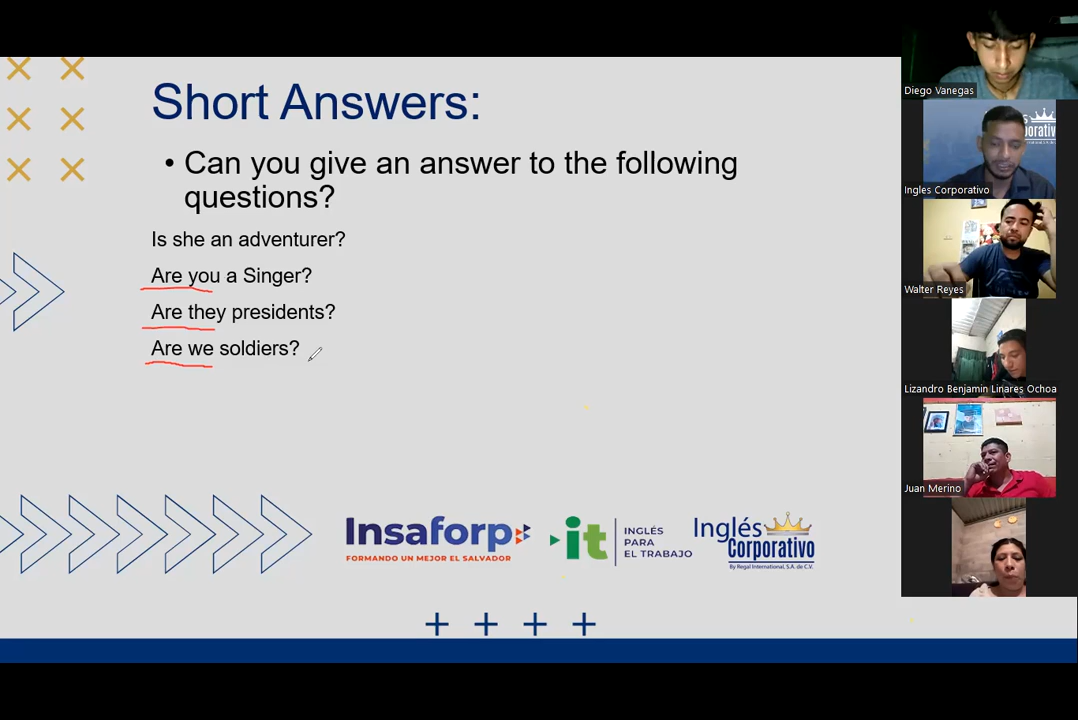 Short Answers:
• Can you give an answer to the following
questions?
Is she an adventurer?
Are you a Singer?
Are they presidents?
Are we soldiers?
Insaforp
FORMANDO UN MEJOR EL SALVADOR
it
INGLÉS
PARA
EL TRABAJO
Inglés
Corporativo
By Regal International, S.A. de C.V.
Diego Vanegas
Ingles Corporativo
Walter Reyes
Lizandro Benjamin Linares Ochoa
Juan Merino